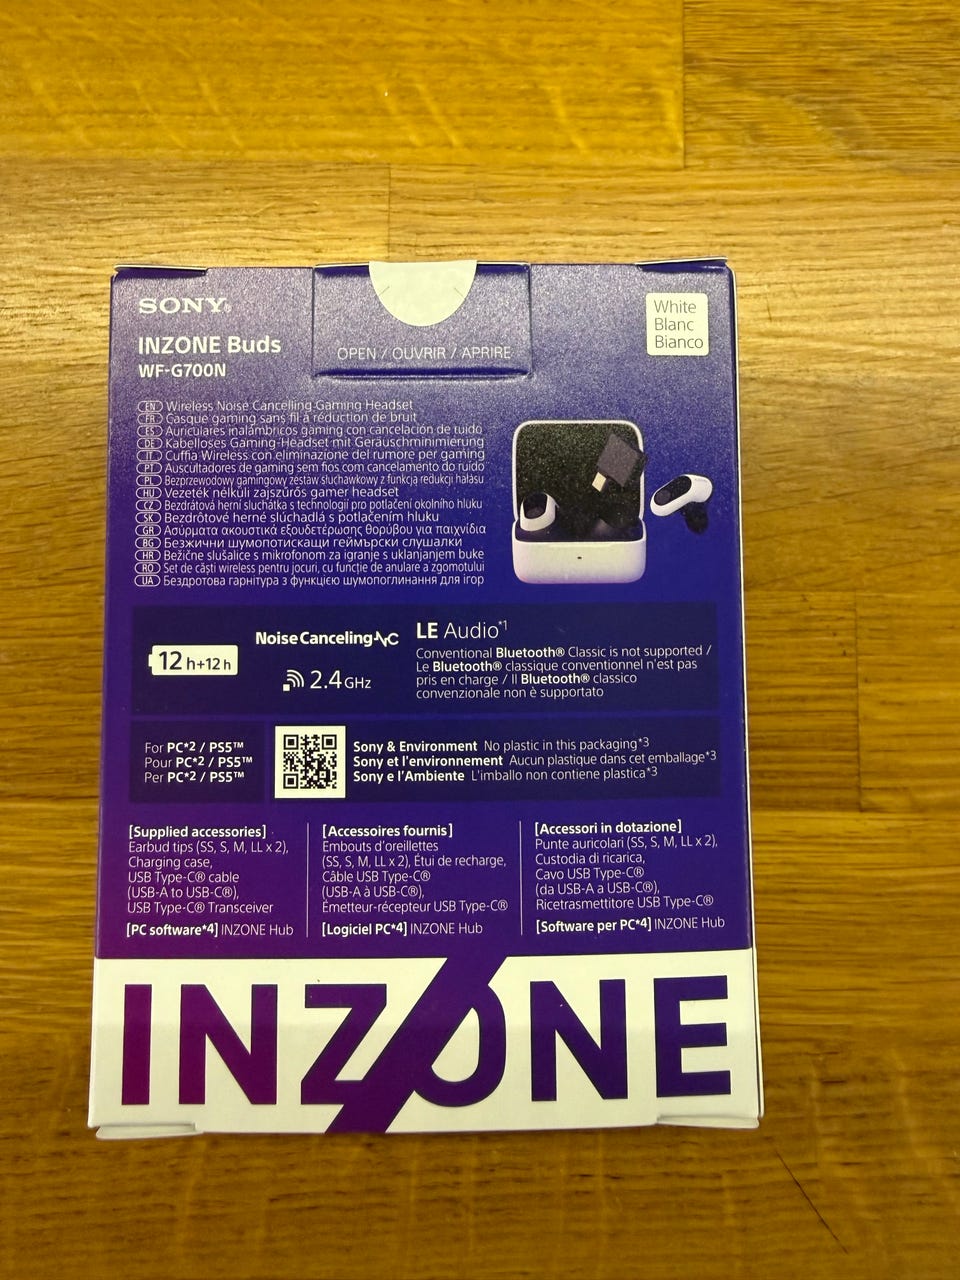 SONY®
OPEN / OUVRIR / APRIRE
White
Blanc
Bianco
INZONE Buds
WF-G700N
EN Wireless Noise Cancelling Gaming Headset
FR Casque gaming sans fil à réduction de bruit
ES Auriculares inalámbricos gaming con cancelación de ruido
DE Kabelloses Gaming-Headset mit Geräuschminimierung
IT Cuffia Wireless con eliminazione del rumore per gaming
PT Auscultadores de gaming sem fios com cancelamento do ruído
PL Bezprzewodowy gamingowy zestaw słuchawkowy z funkcją redukcji hałasu
HU Vezeték nélküli zajszűrős gamer headset
CZ Bezdrátová herní sluchátka s technologií pro potlačení okolního hluku
SK Bezdrôtové herné slúchadlá s potlačením hluku
GR Ασύρματα ακουστικά εξουδετέρωσης θορύβου για παιχνίδια
BG Безжични шумопотискащи геймърски слушалки
HR Bežične slušalice s mikrofonom za igranje s uklanjanjem buke
RO Set de căști wireless pentru jocuri, cu funcție de anulare a zgomotului
UA Бездротова гарнітура з функцією шумопоглинання для ігор
12 h+12 h
Noise Canceling
2.4 GHz
LE Audio*1
Conventional Bluetooth® Classic is not supported /
Le Bluetooth® classique conventionnel n'est pas
pris en charge / Il Bluetooth® classico
convenzionale non è supportato
For PC*2 / PS5™
Pour PC*2 / PS5™
Per PC*2 / PS5™
Sony & Environment No plastic in this packaging*3
Sony et l'environnement Aucun plastique dans cet emballage*3
Sony e l'Ambiente L'imballo non contiene plastica*3
[Supplied accessories]
Earbud tips (SS, S, M, LL x 2),
Charging case,
USB Type-C® cable
(USB-A to USB-C®),
USB Type-C® Transceiver
[PC software*4] INZONE Hub
[Accessoires fournis]
Embouts d'oreillettes
(SS, S, M, LL x 2), Étui de recharge,
Câble USB Type-C®
(USB-A à USB-C®),
Émetteur-récepteur USB Type-C®
[Logiciel PC*4] INZONE Hub
[Accessori in dotazione]
Punte auricolari (SS, S, M, LL x 2),
Custodia di ricarica,
Cavo USB Type-C®
(da USB-A a USB-C®),
Ricetrasmettitore USB Type-C®
[Software per PC*4] INZONE Hub
INZONE